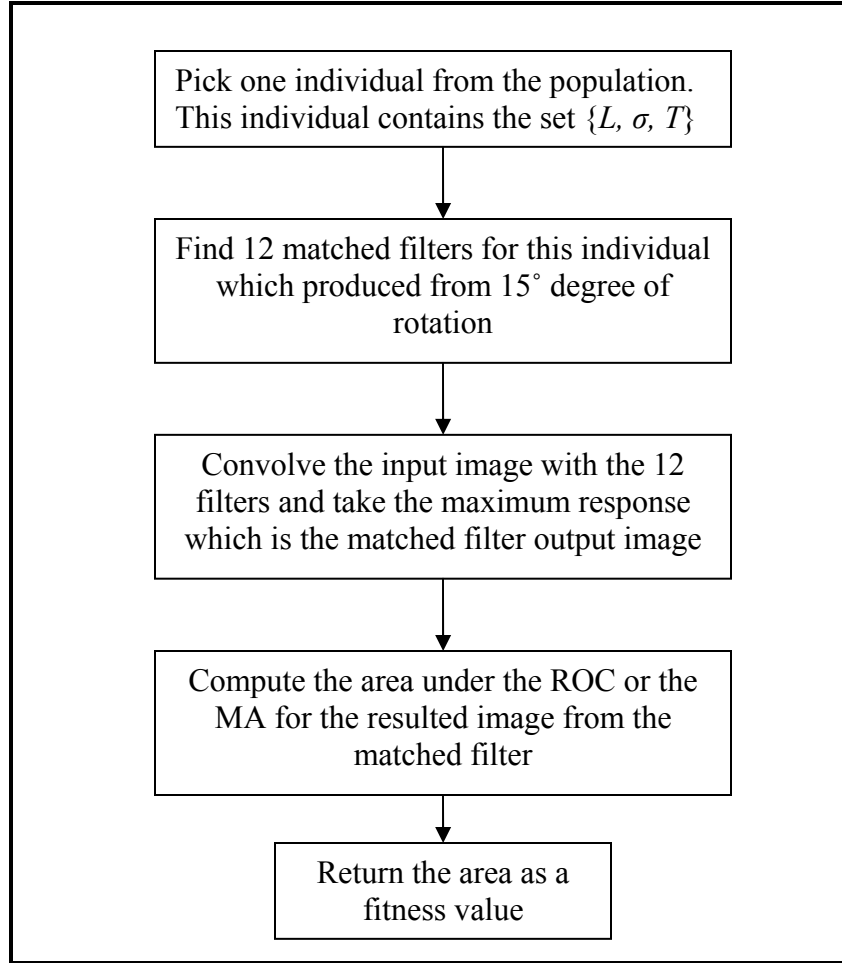 Pick one individual from the population.
This individual contains the set {L, σ, T}
Find 12 matched filters for this individual
which produced from 15˚ degree of
rotation
Convolve the input image with the 12
filters and take the maximum response
which is the matched filter output image
Compute the area under the ROC or the
MA for the resulted image from the
matched filter
Return the area as a
fitness value